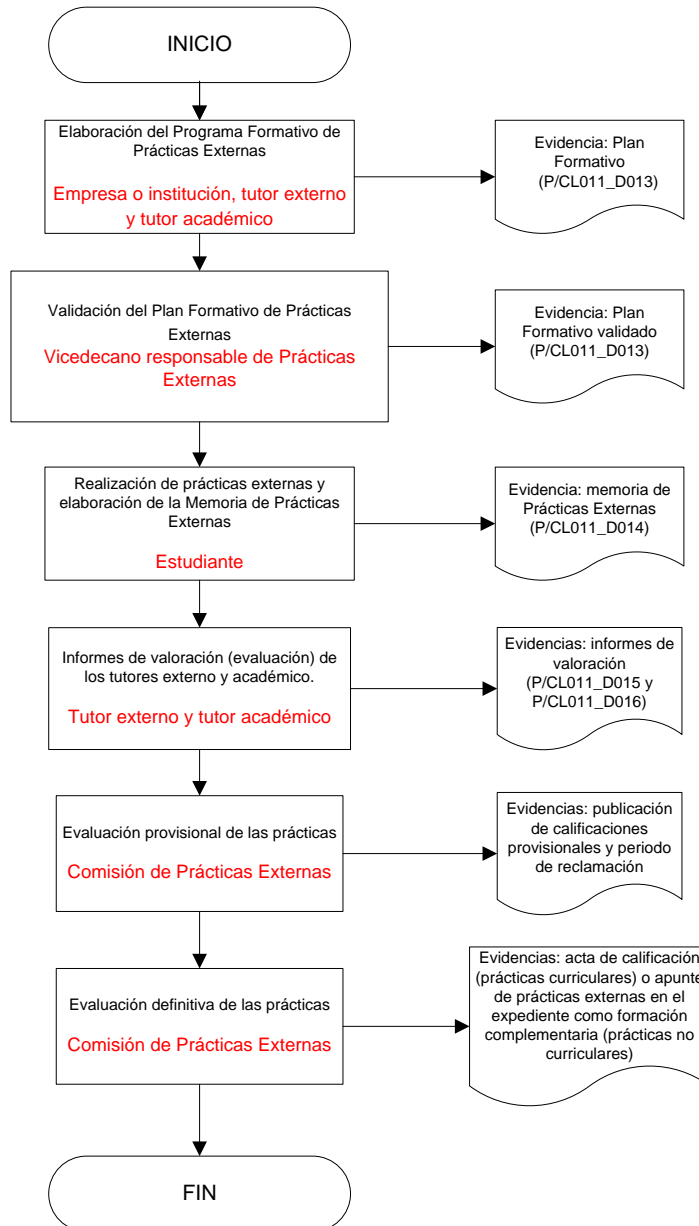 INICIO
Elaboración del Programa Formativo de
Prácticas Externas
Empresa o institución, tutor externo
y tutor académico
Evidencia: Plan
Formativo
(P/CL011_D013)
Validación del Plan Formativo de Prácticas
Externas
Vicedecano responsable de Prácticas
Externas
Evidencia: Plan
Formativo validado
(P/CL011_D013)
Realización de prácticas externas y
elaboración de la Memoria de Prácticas
Externas
Estudiante
Evidencia: memoria de
Prácticas Externas
(P/CL011_D014)
Informes de valoración (evaluación) de
los tutores externo y académico.
Tutor externo y tutor académico
Evidencias: informes de
valoración
(P/CL011_D015 y
P/CL011_D016)
Evaluación provisional de las prácticas
Comisión de Prácticas Externas
Evidencias: publicación
de calificaciones
provisionales y periodo
de reclamación
Evaluación definitiva de las prácticas
Comisión de Prácticas Externas
Evidencias: acta de calificación
(prácticas curriculares) o apunte
de prácticas externas en el
expediente como formación
complementaria (prácticas no
curriculares)
FIN